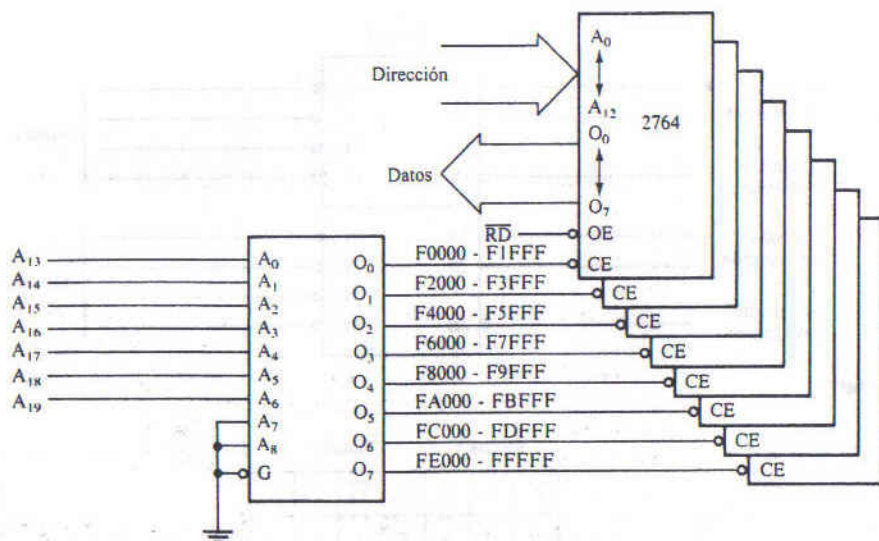 Dirección
A₀
A₁₂
2764
Datos
O₀
O₇
R̅D̅
OE
CE
A₁₃ A₀ O₀ F0000 - F1FFF
A₁₄ A₁ O₁ F2000 - F3FFF CE
A₁₅ A₂ O₂ F4000 - F5FFF CE
A₁₆ A₃ O₃ F6000 - F7FFF CE
A₁₇ A₄ O₄ F8000 - F9FFF CE
A₁₈ A₅ O₅ FA000 - FBFFF CE
A₁₉ A₆ O₆ FC000 - FDFFF CE
A₇
A₈
G O₇ FE000 - FFFFF CE